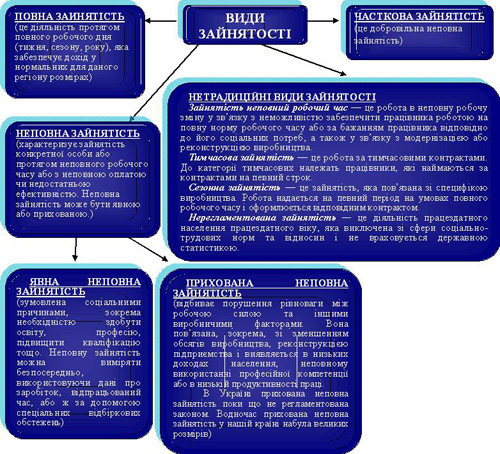 ВИДИ
ЗАЙНЯТОСТІ
ПОВНА ЗАЙНЯТІСТЬ
(це діяльність протягом
повного робочого дня
(тижня, сезону, року), яка
забезпечує дохід у
нормальних для даного
регіону розмірах)
ЧАСТКОВА ЗАЙНЯТІСТЬ
(це добровільна неповна
зайнятість)
НЕТРАДИЦІЙНІ ВИДИ ЗАЙНЯТОСТІ
Зайнятість неповний робочий час — це робота в неповну робочу
зміну у зв'язку з неможливістю забезпечити працівника роботою на
повну норму робочого часу або за бажанням працівника відповідно
до його соціальних потреб, а також у зв'язку з модернізацією або
реконструкцією виробництва.
Тимчасова зайнятість — це робота за тимчасовими контрактами.
До категорії тимчасових належать працівники, які наймаються за
контрактами на певний строк.
Сезонна зайнятість — це зайнятість, яка пов'язана зі специфікою
виробництва. Робота надається на певний період на умовах повного
робочого часу і оформлюється відповідним контрактом.
Нерегламентована зайнятість — це діяльність працездатного
населення працездатного віку, яка виключена зі сфери соціально-
трудових норм та відносин і не враховується державною
статистикою.
НЕПОВНА ЗАЙНЯТІСТЬ
(характеризує зайнятість
конкретної особи або
протягом неповного робочого
часу або з неповною оплатою
чи недостатньою
ефективністю. Неповна
зайнятість може бути явною
або прихованою.)
ЯВНА НЕПОВНА
ЗАЙНЯТІСТЬ
(зумовлена соціальними
причинами, зокрема
необхідністю здобути
освіту, професію,
підвищити кваліфікацію
тощо. Неповну зайнятість
можна виміряти
безпосередньо,
використовуючи дані про
заробіток, відпрацьований
час, або ж за допомогою
спеціальних відбіркових
обстежень)
ПРИХОВАНА НЕПОВНА
ЗАЙНЯТІСТЬ
(відбиває порушення рівноваги між
робочою силою та іншими
виробничими факторами. Вона
пов'язана, зокрема, зі зменшенням
обсягів виробництва, реконструкцією
підприємства і виявляється в низьких
доходах населення, неповному
використанні професійної компетенції
або в низькій продуктивності праці.
В Україні прихована неповна
зайнятість поки що не регламентована
законом. Водночас прихована неповна
зайнятість у нашій країні набула великих
розмірів)